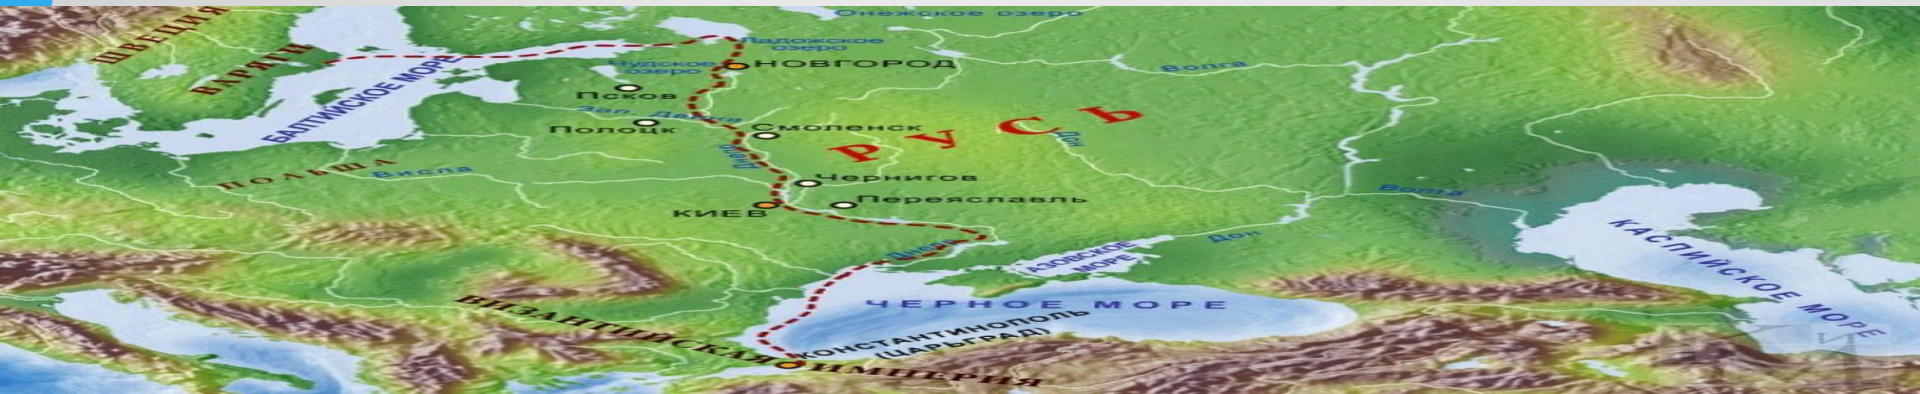 Онежское озеро
ШВЕЦИЯ
ВАРЯГИ
Ладожское
озеро
Чудское
озеро
НОВГОРОД
Волга
БАЛТИЙСКОЕ МОРЕ
Псков
Зап. Двина
Полоцк
Смоленск
РУСЬ
Дон
Днепр
ПОЛЬША
Висла
Чернигов
Переяславль
КИЕВ
Волга
Днепр
Дон
АЗОВСКОЕ
МОРЕ
КАСПИЙСКОЕ МОРЕ
ЧЕРНОЕ МОРЕ
ВИЗАНТИЙСКАЯ
ИМПЕРИЯ
КОНСТАНТИНОПОЛЬ
(ЦАРЬГРАД)